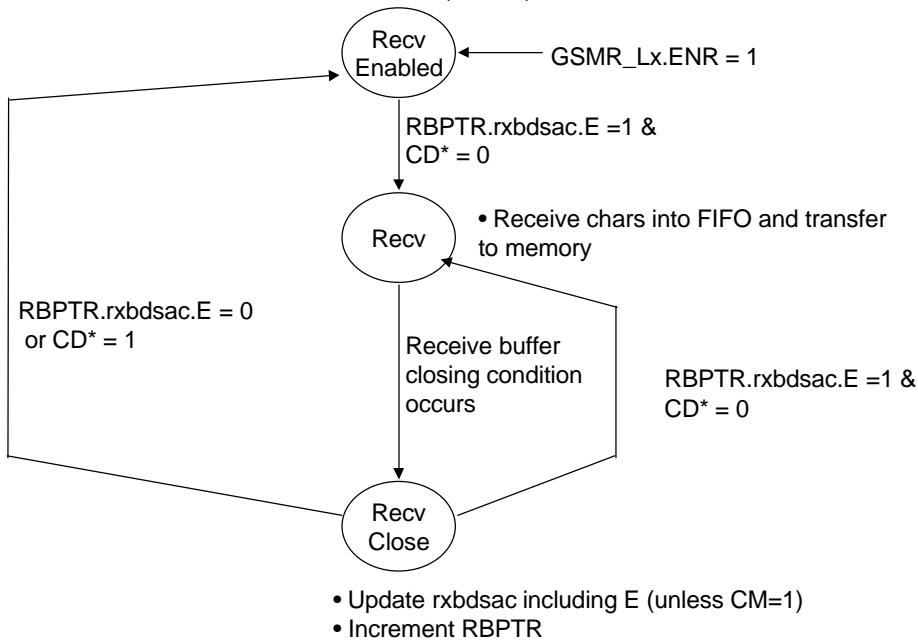 Recv
Enabled
GSMR_Lx.ENR = 1
RBPTR.rxbdsac.E =1 &
CD* = 0
Recv
• Receive chars into FIFO and transfer
to memory
RBPTR.rxbdsac.E = 0
or CD* = 1
Receive buffer
closing condition
occurs
RBPTR.rxbdsac.E =1 &
CD* = 0
Recv
Close
• Update rxbdsac including E (unless CM=1)
• Increment RBPTR